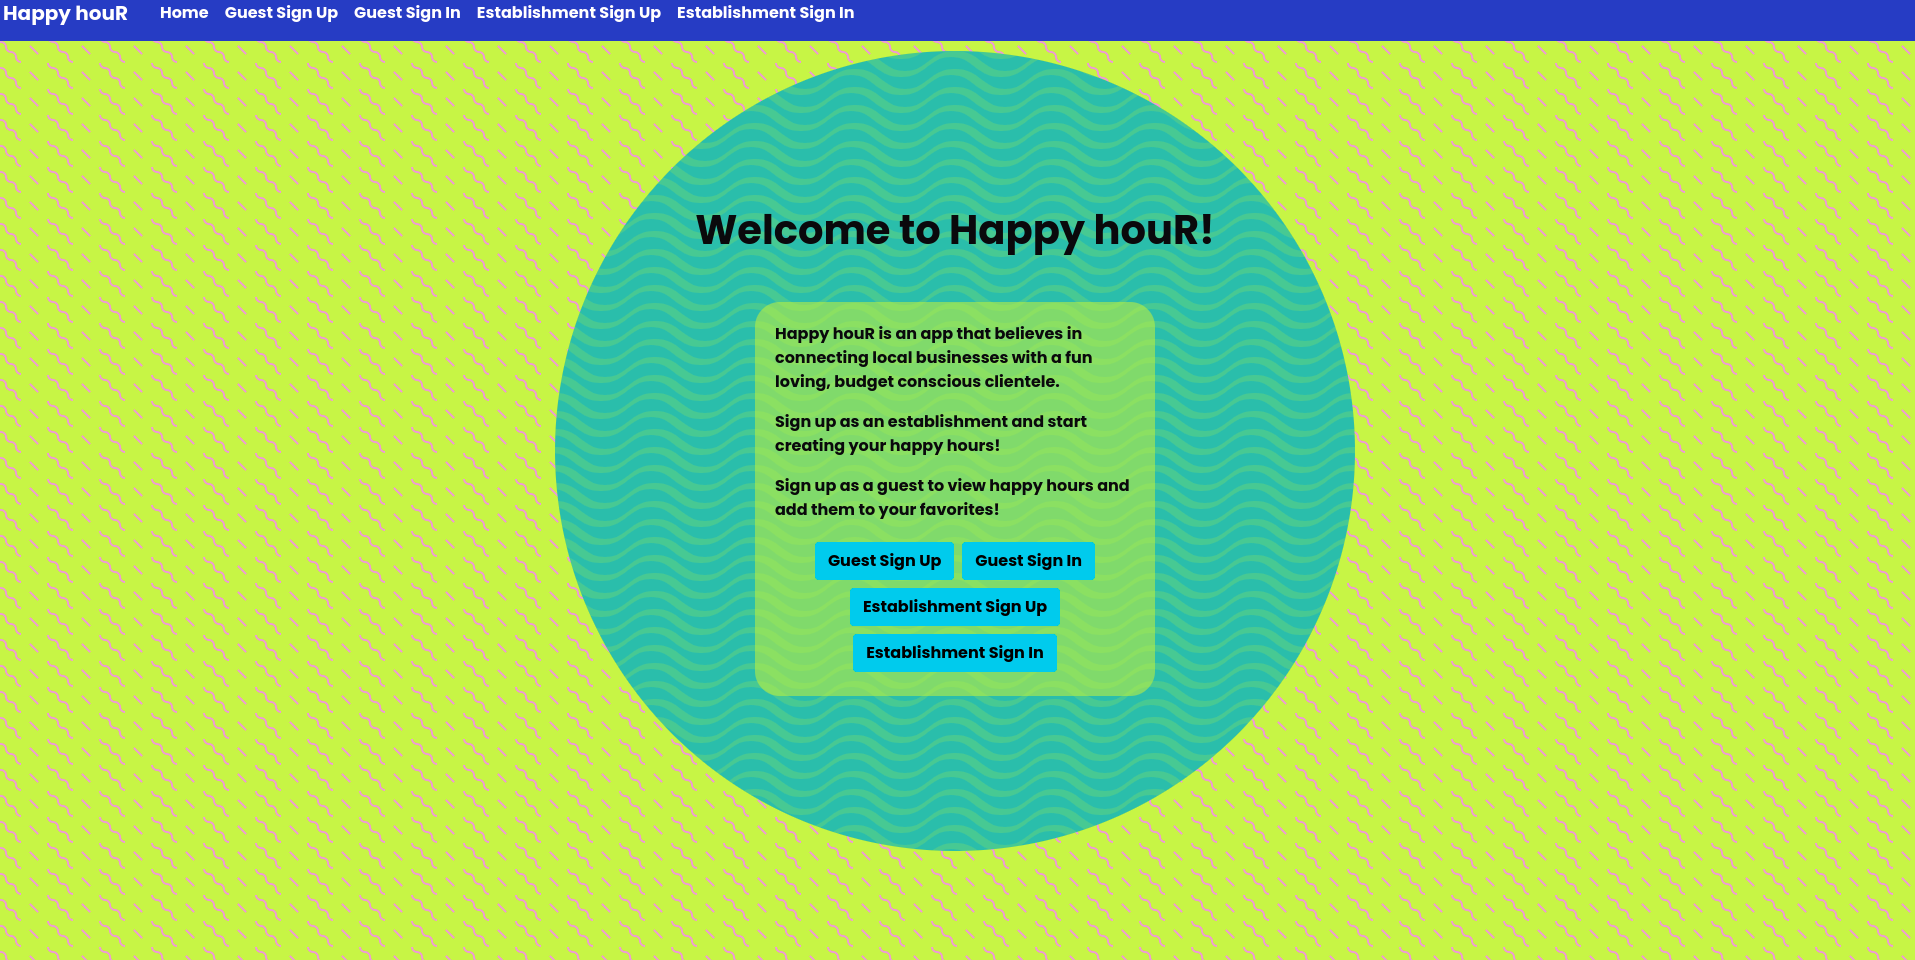 Happy houR Home Guest Sign Up Guest Sign In Establishment Sign Up Establishment Sign In
Welcome to Happy houR!
Happy houR is an app that believes in
connecting local businesses with a fun
loving, budget conscious clientele.
Sign up as an establishment and start
creating your happy hours!
Sign up as a guest to view happy hours and
add them to your favorites!
Guest Sign Up Guest Sign In
Establishment Sign Up
Establishment Sign In